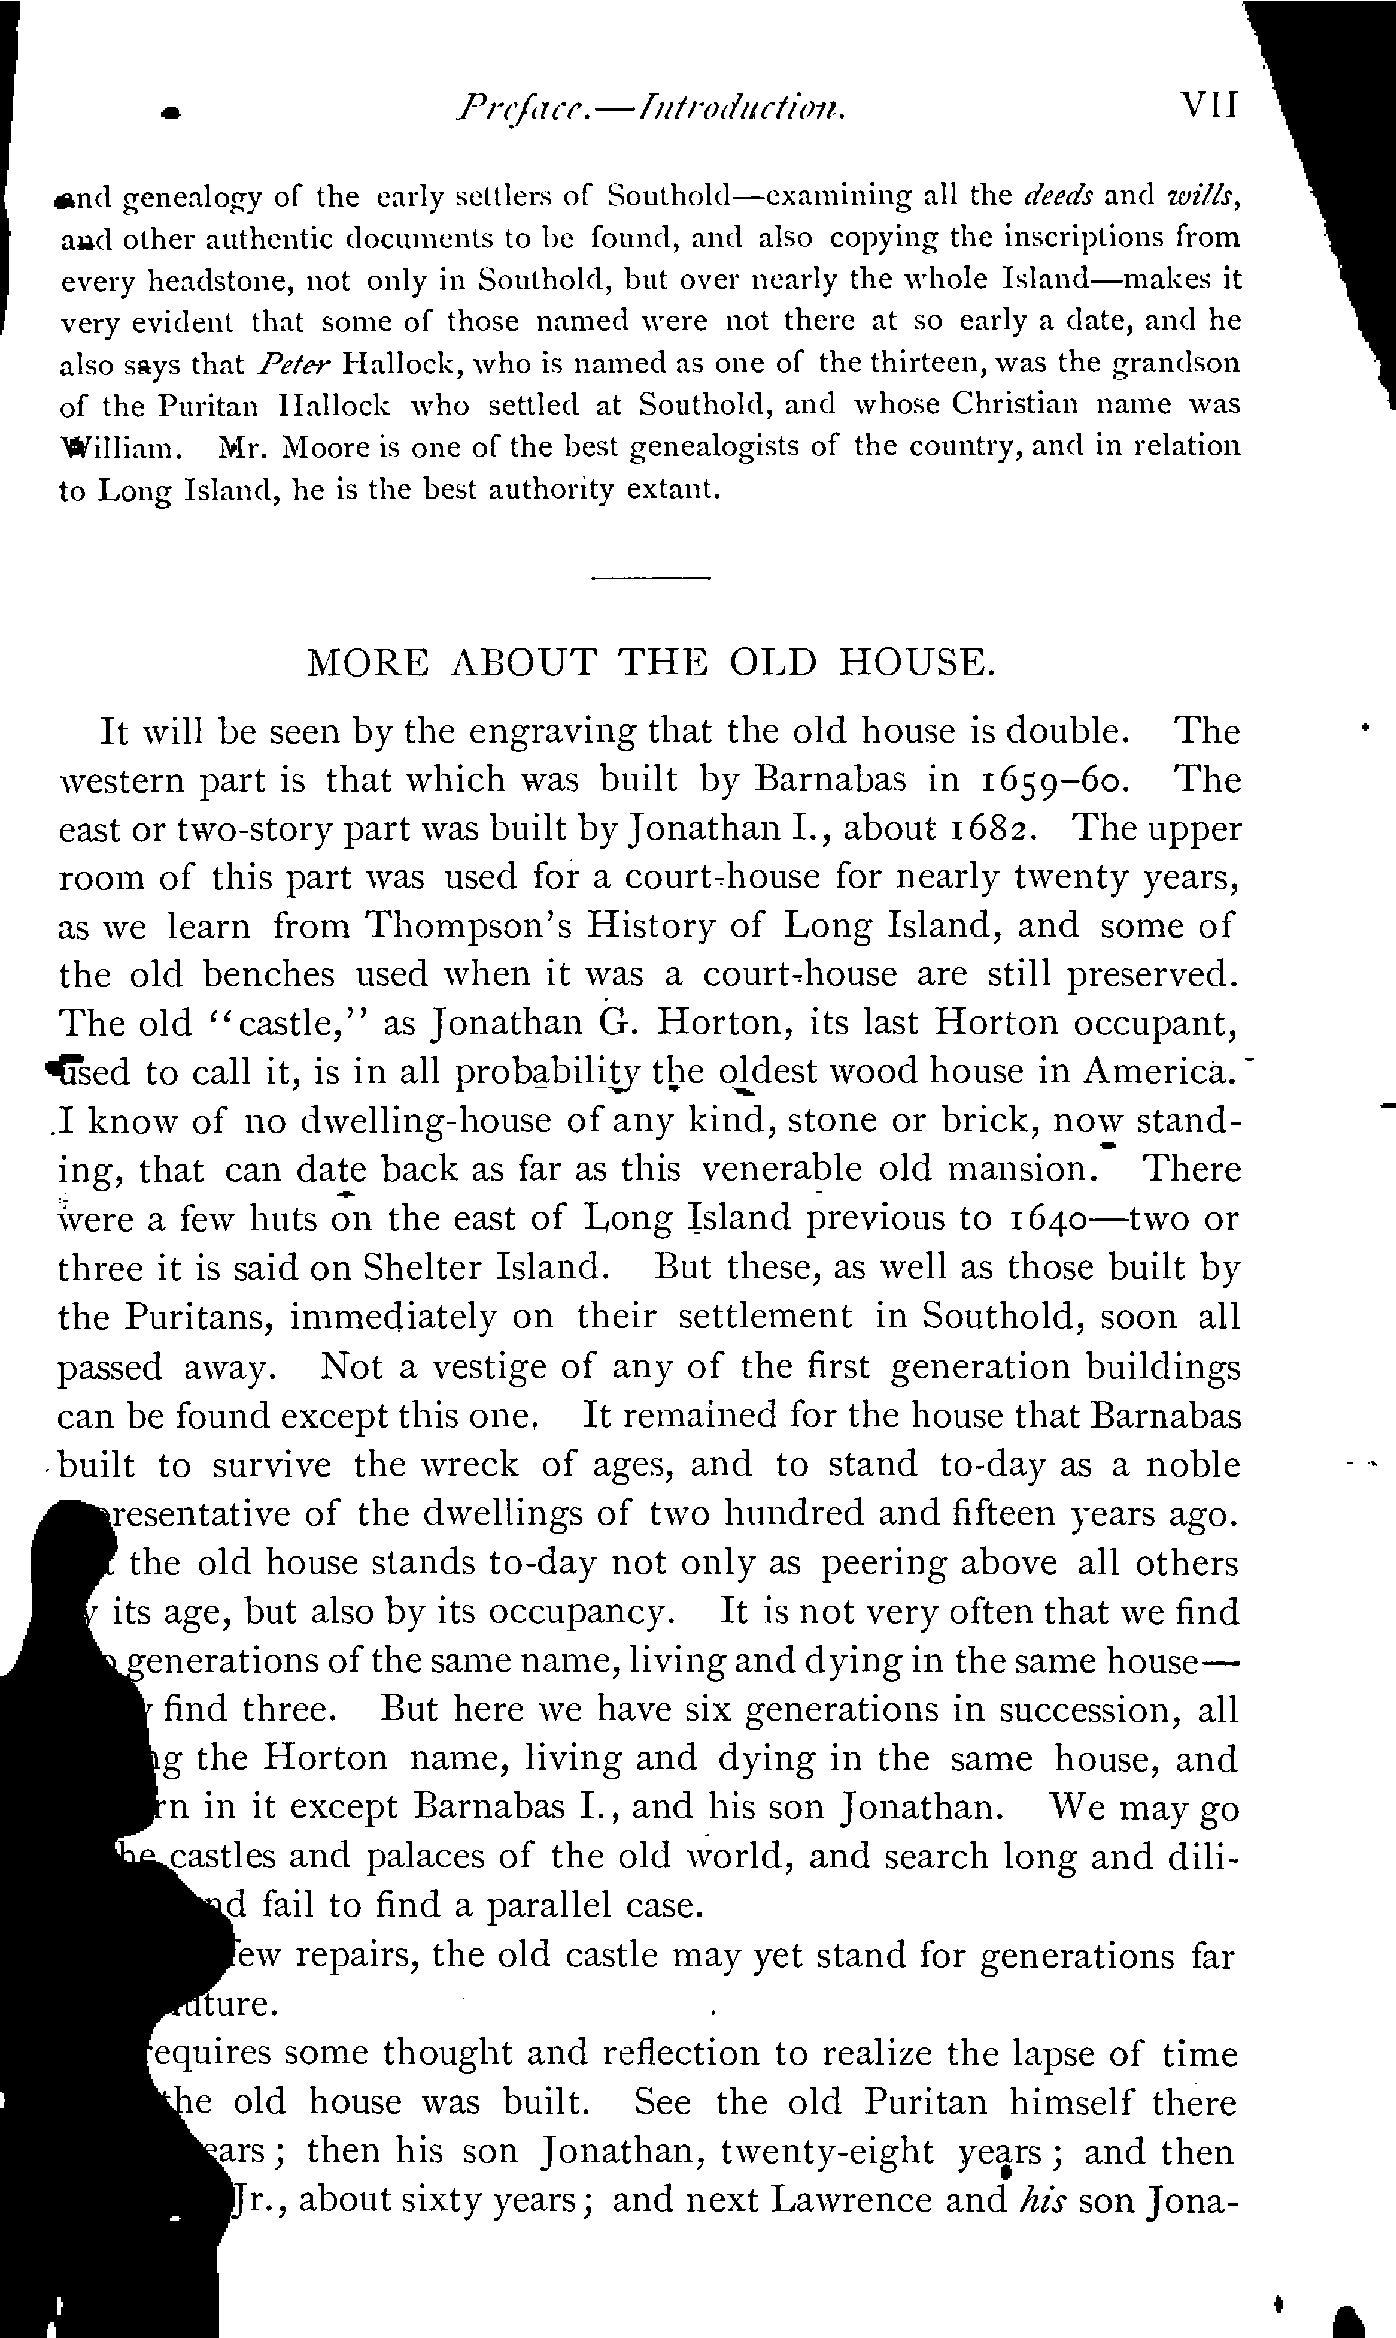 Preface.—Introduction. VII
and genealogy of the early settlers of Southold—examining all the deeds and wills,
and other authentic documents to be found, and also copying the inscriptions from
every headstone, not only in Southold, but over nearly the whole Island—makes it
very evident that some of those named were not there at so early a date, and he
also says that Peter Hallock, who is named as one of the thirteen, was the grandson
of the Puritan Hallock who settled at Southold, and whose Christian name was
William. Mr. Moore is one of the best genealogists of the country, and in relation
to Long Island, he is the best authority extant.
MORE ABOUT THE OLD HOUSE.
It will be seen by the engraving that the old house is double. The
western part is that which was built by Barnabas in 1659–60. The
east or two-story part was built by Jonathan I., about 1682. The upper
room of this part was used for a court-house for nearly twenty years,
as we learn from Thompson's History of Long Island, and some of
the old benches used when it was a court-house are still preserved.
The old "castle," as Jonathan G. Horton, its last Horton occupant,
used to call it, is in all probability the oldest wood house in America.
I know of no dwelling-house of any kind, stone or brick, now stand-
ing, that can date back as far as this venerable old mansion. There
were a few huts on the east of Long Island previous to 1640—two or
three it is said on Shelter Island. But these, as well as those built by
the Puritans, immediately on their settlement in Southold, soon all
passed away. Not a vestige of any of the first generation buildings
can be found except this one. It remained for the house that Barnabas
built to survive the wreck of ages, and to stand to-day as a noble
presentative of the dwellings of two hundred and fifteen years ago.
the old house stands to-day not only as peering above all others
its age, but also by its occupancy. It is not very often that we find
generations of the same name, living and dying in the same house—
find three. But here we have six generations in succession, all
the Horton name, living and dying in the same house, and
in it except Barnabas I., and his son Jonathan. We may go
castles and palaces of the old world, and search long and dili-
fail to find a parallel case.
few repairs, the old castle may yet stand for generations far
future.
requires some thought and reflection to realize the lapse of time
the old house was built. See the old Puritan himself there
years; then his son Jonathan, twenty-eight years; and then
Jr., about sixty years; and next Lawrence and his son Jona-